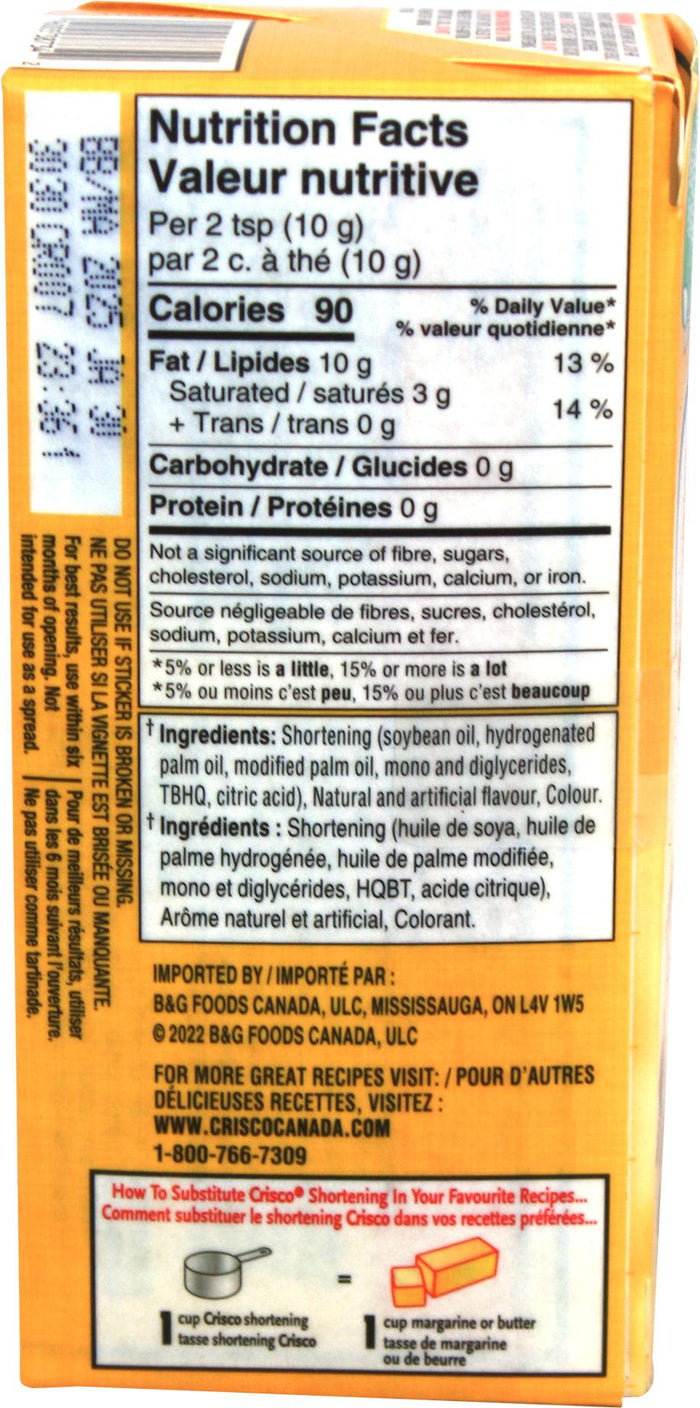 BB/MA 2025 JA 30
3030 CR007 23:36 1
Nutrition Facts
Valeur nutritive
Per 2 tsp (10 g)
par 2 c. à thé (10 g)
Calories 90
% Daily Value*
% valeur quotidienne*
Fat / Lipides 10 g 13 %
Saturated / saturés 3 g
+ Trans / trans 0 g
14 %
Carbohydrate / Glucides 0 g
Protein / Protéines 0 g
Not a significant source of fibre, sugars,
cholesterol, sodium, potassium, calcium, or iron.
Source négligeable de fibres, sucres, cholestérol,
sodium, potassium, calcium et fer.
*5% or less is a little, 15% or more is a lot
*5% ou moins c'est peu, 15% ou plus c'est beaucoup
† Ingredients: Shortening (soybean oil, hydrogenated
palm oil, modified palm oil, mono and diglycerides,
TBHQ, citric acid), Natural and artificial flavour, Colour.
† Ingrédients : Shortening (huile de soya, huile de
palme hydrogénée, huile de palme modifiée,
mono et diglycérides, HQBT, acide citrique),
Arôme naturel et artificial, Colorant.
DO NOT USE IF STICKER IS BROKEN OR MISSING.
NE PAS UTILISER SI LA VIGNETTE EST BRISÉE OU MANQUANTE.
For best results, use within six
months of opening. Not
intended for use as a spread.
Pour de meilleurs résultats, utiliser
dans les 6 mois suivant l'ouverture.
Ne pas utiliser comme tartinade.
IMPORTED BY / IMPORTÉ PAR :
B&G FOODS CANADA, ULC, MISSISSAUGA, ON L4V 1W5
© 2022 B&G FOODS CANADA, ULC
FOR MORE GREAT RECIPES VISIT: / POUR D'AUTRES
DÉLICIEUSES RECETTES, VISITEZ :
WWW.CRISCOCANADA.COM
1-800-766-7309
How To Substitute Crisco® Shortening In Your Favourite Recipes...
Comment substituer le shortening Crisco dans vos recettes préférées...
=
1 cup Crisco shortening
tasse shortening Crisco
1 cup margarine or butter
tasse de margarine
ou de beurre